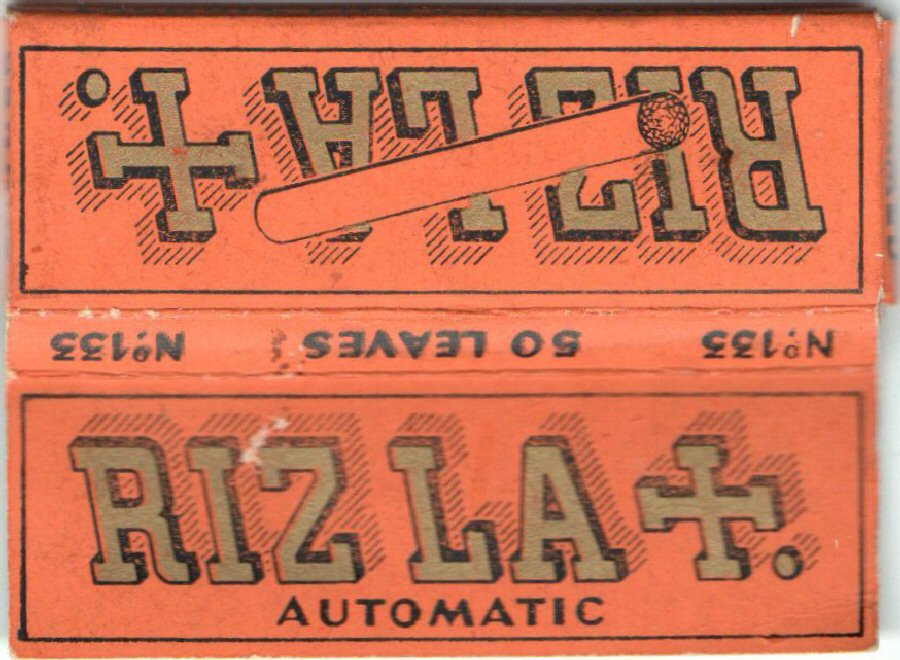 RIZ LA +.
Nº133 50 LEAVES Nº133
RIZ LA +.
AUTOMATIC